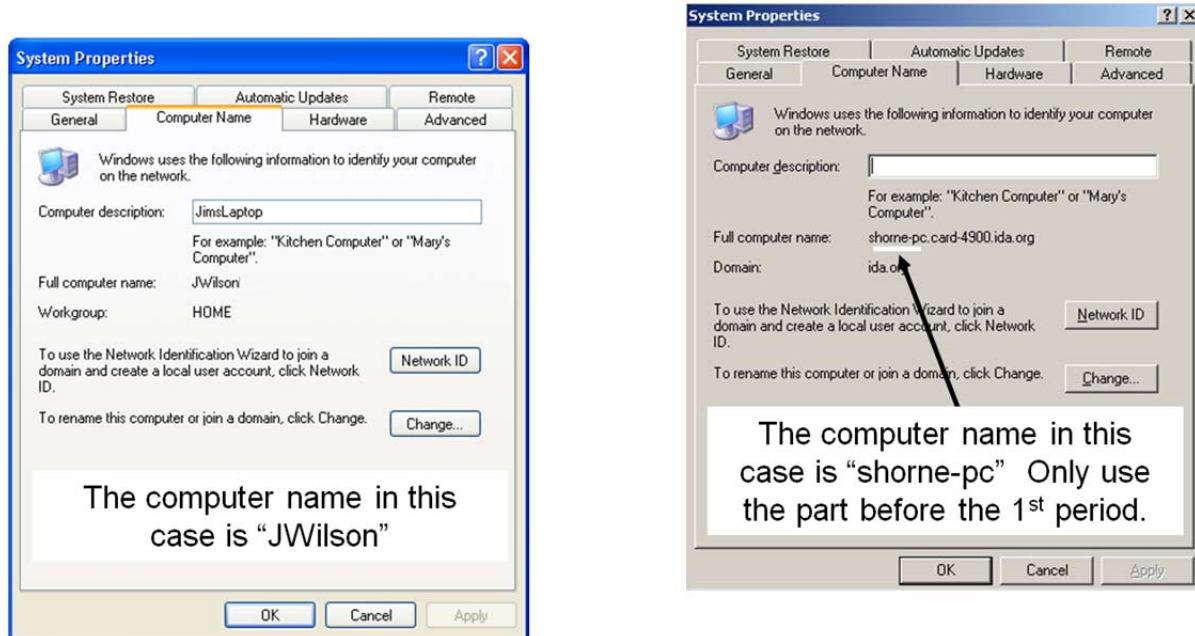 System Properties
System Restore Automatic Updates Remote
General Computer Name Hardware Advanced
Windows uses the following information to identify your computer
on the network.
Computer description: JimsLaptop
For example: "Kitchen Computer" or "Mary's
Computer".
Full computer name: JWilson
Workgroup: HOME
To use the Network Identification Wizard to join a
domain and create a local user account, click Network
ID.
Network ID
To rename this computer or join a domain, click Change.
Change...
The computer name in this
case is “JWilson”
OK Cancel Apply
System Properties
System Restore Automatic Updates Remote
General Computer Name Hardware Advanced
Windows uses the following information to identify your computer
on the network.
Computer description:
For example: "Kitchen Computer" or "Mary's
Computer".
Full computer name: shorne-pc.card-4900.ida.org
Domain: ida.org
To use the Network Identification Wizard to join a
domain and create a local user account, click Network
ID.
Network ID
To rename this computer or join a domain, click Change.
Change...
The computer name in this
case is “shorne-pc” Only use
the part before the 1st period.
OK Cancel Apply